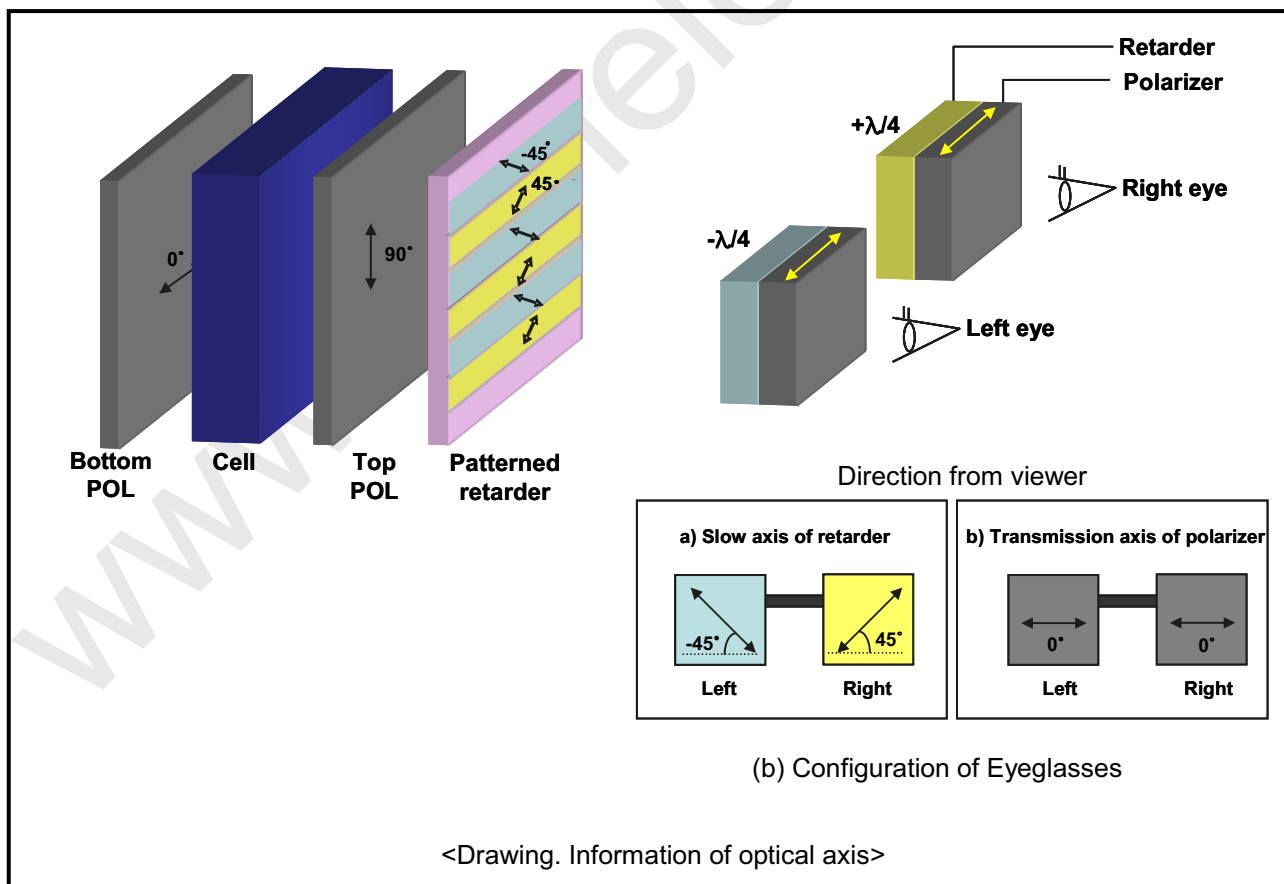 Retarder
Polarizer
+λ/4
-45°
45°
Right eye
0°
90°
-λ/4
Left eye
Bottom
POL
Cell
Top
POL
Patterned
retarder
Direction from viewer
a) Slow axis of retarder
-45°
45°
Left
Right
b) Transmission axis of polarizer
0°
0°
Left
Right
(b) Configuration of Eyeglasses
<Drawing. Information of optical axis>